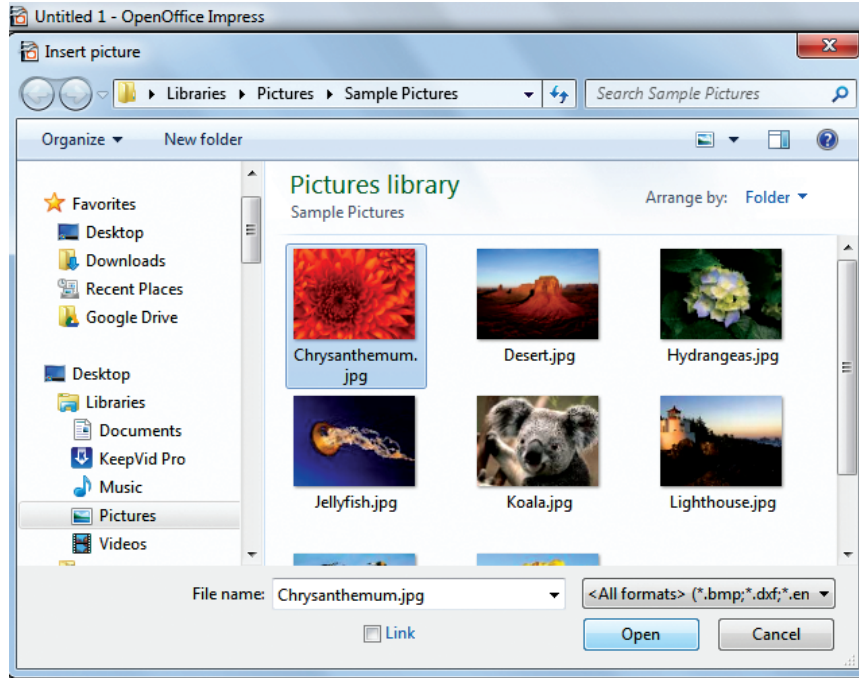 Untitled 1 - OpenOffice Impress
Insert picture
Libraries Pictures Sample Pictures
Search Sample Pictures
Organize New folder
Favorites
Desktop
Downloads
Recent Places
Google Drive
Desktop
Libraries
Documents
KeepVid Pro
Music
Pictures
Videos
Pictures library
Sample Pictures
Arrange by: Folder
Chrysanthemum.
jpg
Desert.jpg
Hydrangeas.jpg
Jellyfish.jpg
Koala.jpg
Lighthouse.jpg
File name: Chrysanthemum.jpg
<All formats> (*.bmp;*.dxf;*.en
Link
Open Cancel